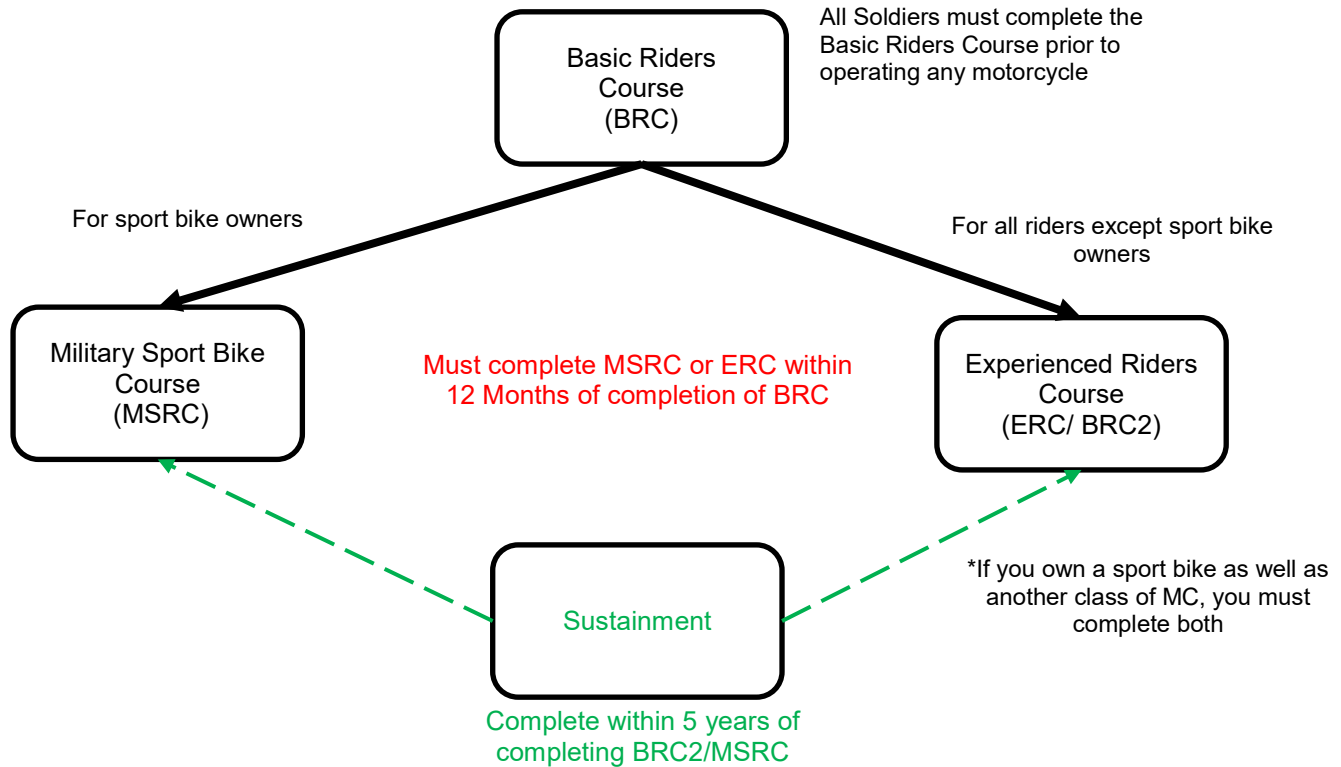 Basic Riders
Course
(BRC)
All Soldiers must complete the
Basic Riders Course prior to
operating any motorcycle
For sport bike owners
For all riders except sport bike
owners
Military Sport Bike
Course
(MSRC)
Must complete MSRC or ERC within
12 Months of completion of BRC
Experienced Riders
Course
(ERC/ BRC2)
Sustainment
*If you own a sport bike as well as
another class of MC, you must
complete both
Complete within 5 years of
completing BRC2/MSRC